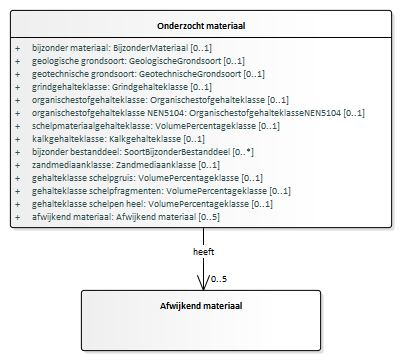 Onderzocht materiaal
+ bijzonder materiaal: BijzonderMateriaal [0..1]
+ geologische grondsoort: GeologischeGrondsoort [0..1]
+ geotechnische grondsoort: GeotechnischeGrondsoort [0..1]
+ grindgehalteklasse: Grindgehalteklasse [0..1]
+ organischestofgehalteklasse: Organischestofgehalteklasse [0..1]
+ organischestofgehalteklasse NEN5104: OrganischestofgehalteklasseNEN5104 [0..1]
+ schelpmateriaalgehalteklasse: VolumePercentageklasse [0..1]
+ kalkgehalteklasse: Kalkgehalteklasse [0..1]
+ bijzonder bestanddeel: SoortBijzonderBestanddeel [0..*]
+ zandmediaanklasse: Zandmediaanklasse [0..1]
+ gehalteklasse schelpgruis: VolumePercentageklasse [0..1]
+ gehalteklasse schelpfragmenten: VolumePercentageklasse [0..1]
+ gehalteklasse schelpen heel: VolumePercentageklasse [0..1]
+ afwijkend materiaal: Afwijkend materiaal [0..5]
heeft
0..5
Afwijkend materiaal